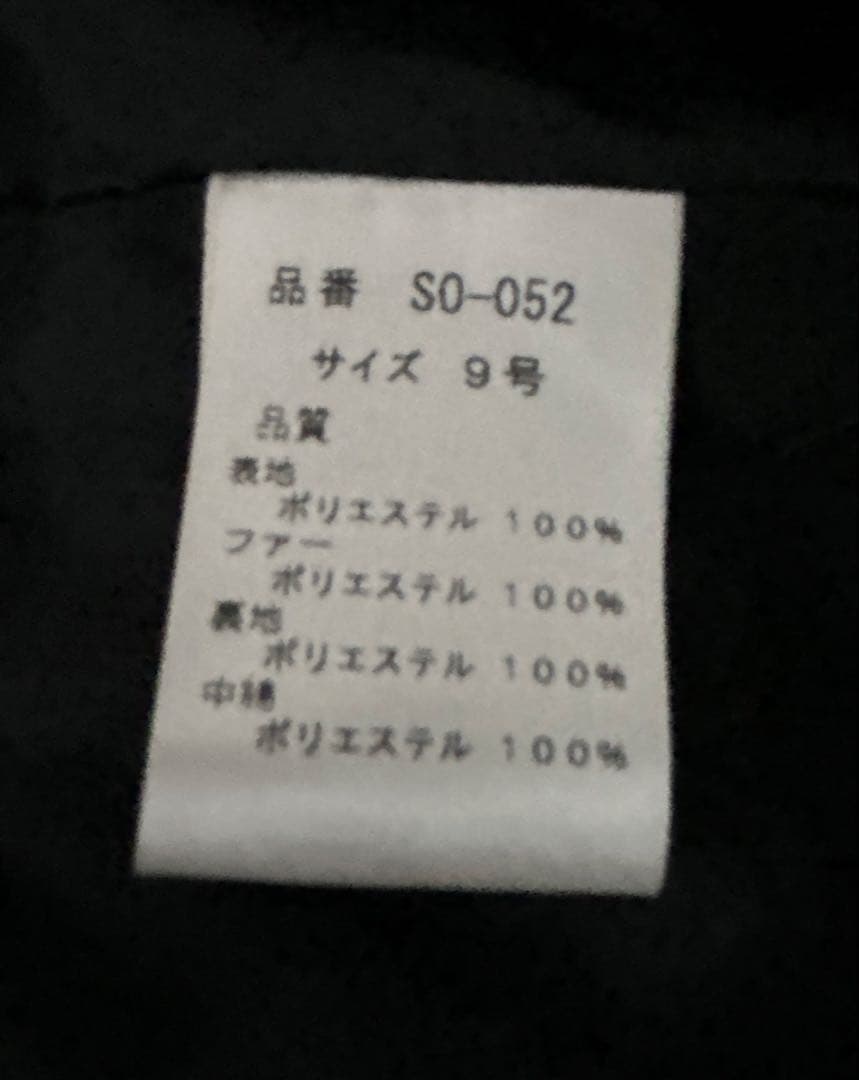 品番 SO-052
サイズ 9号
品質
表地
ポリエステル 100%
ファー
ポリエステル 100%
裏地
ポリエステル 100%
中綿
ポリエステル 100%